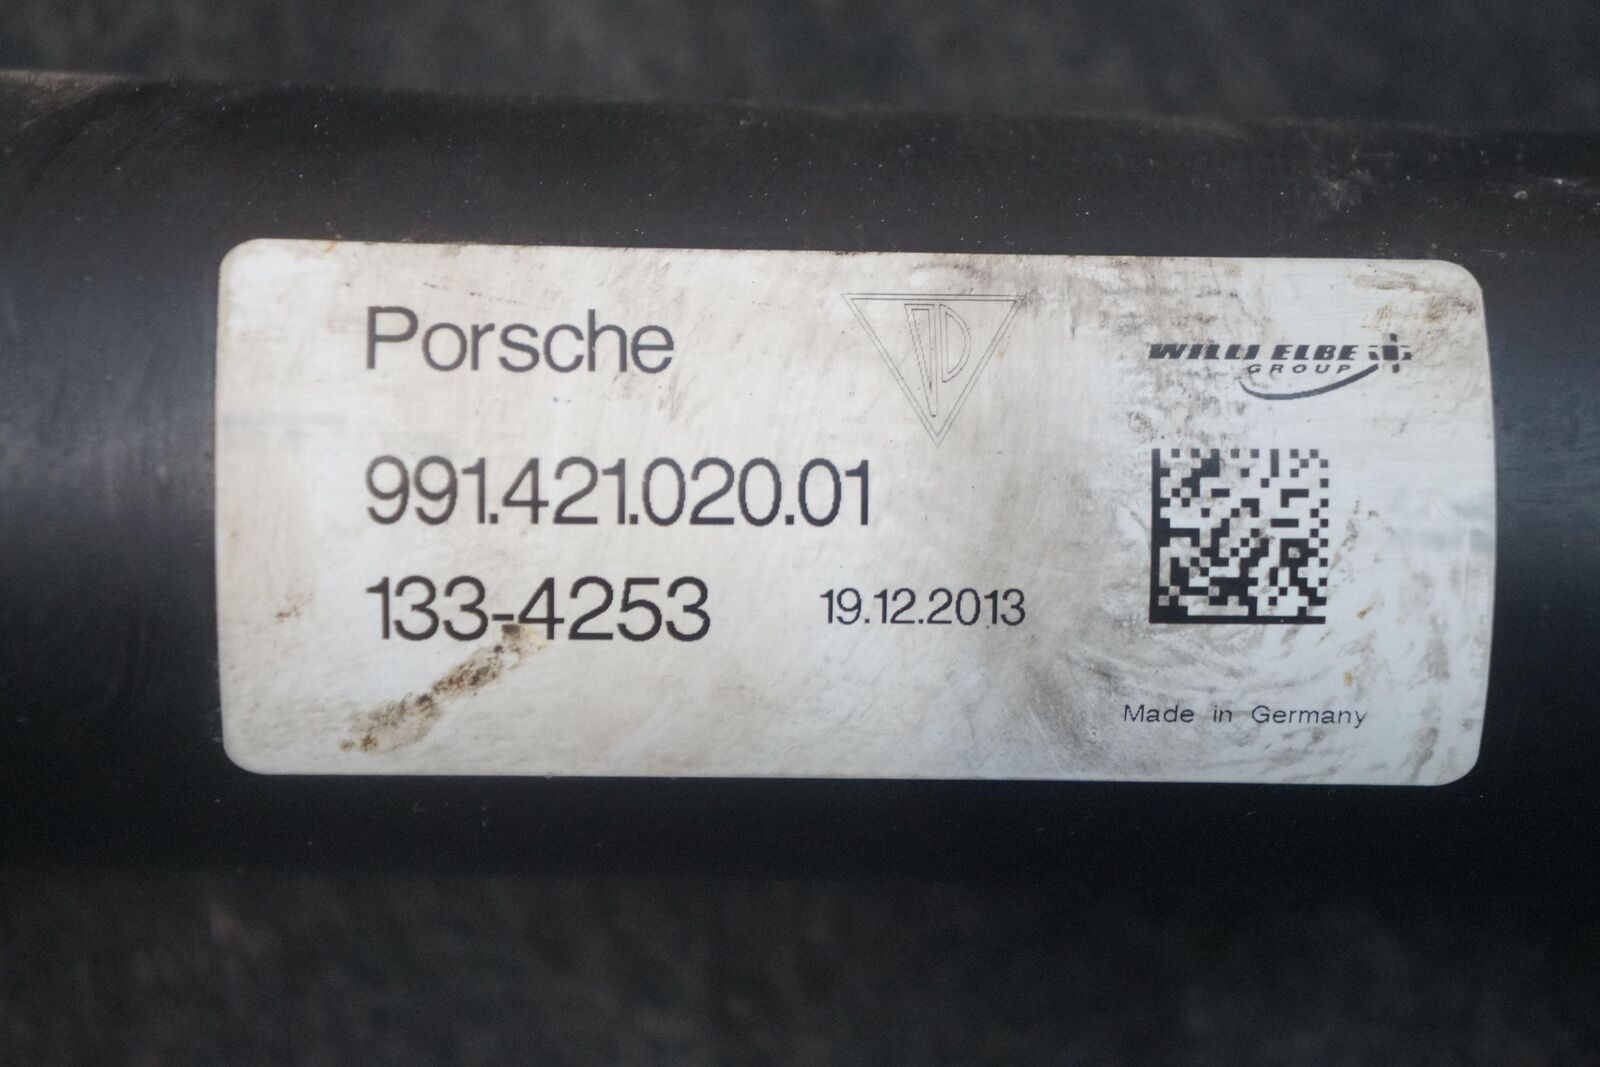 Porsche
WILLI ELBE
GROUP
991.421.020.01
133-4253 19.12.2013
Made in Germany